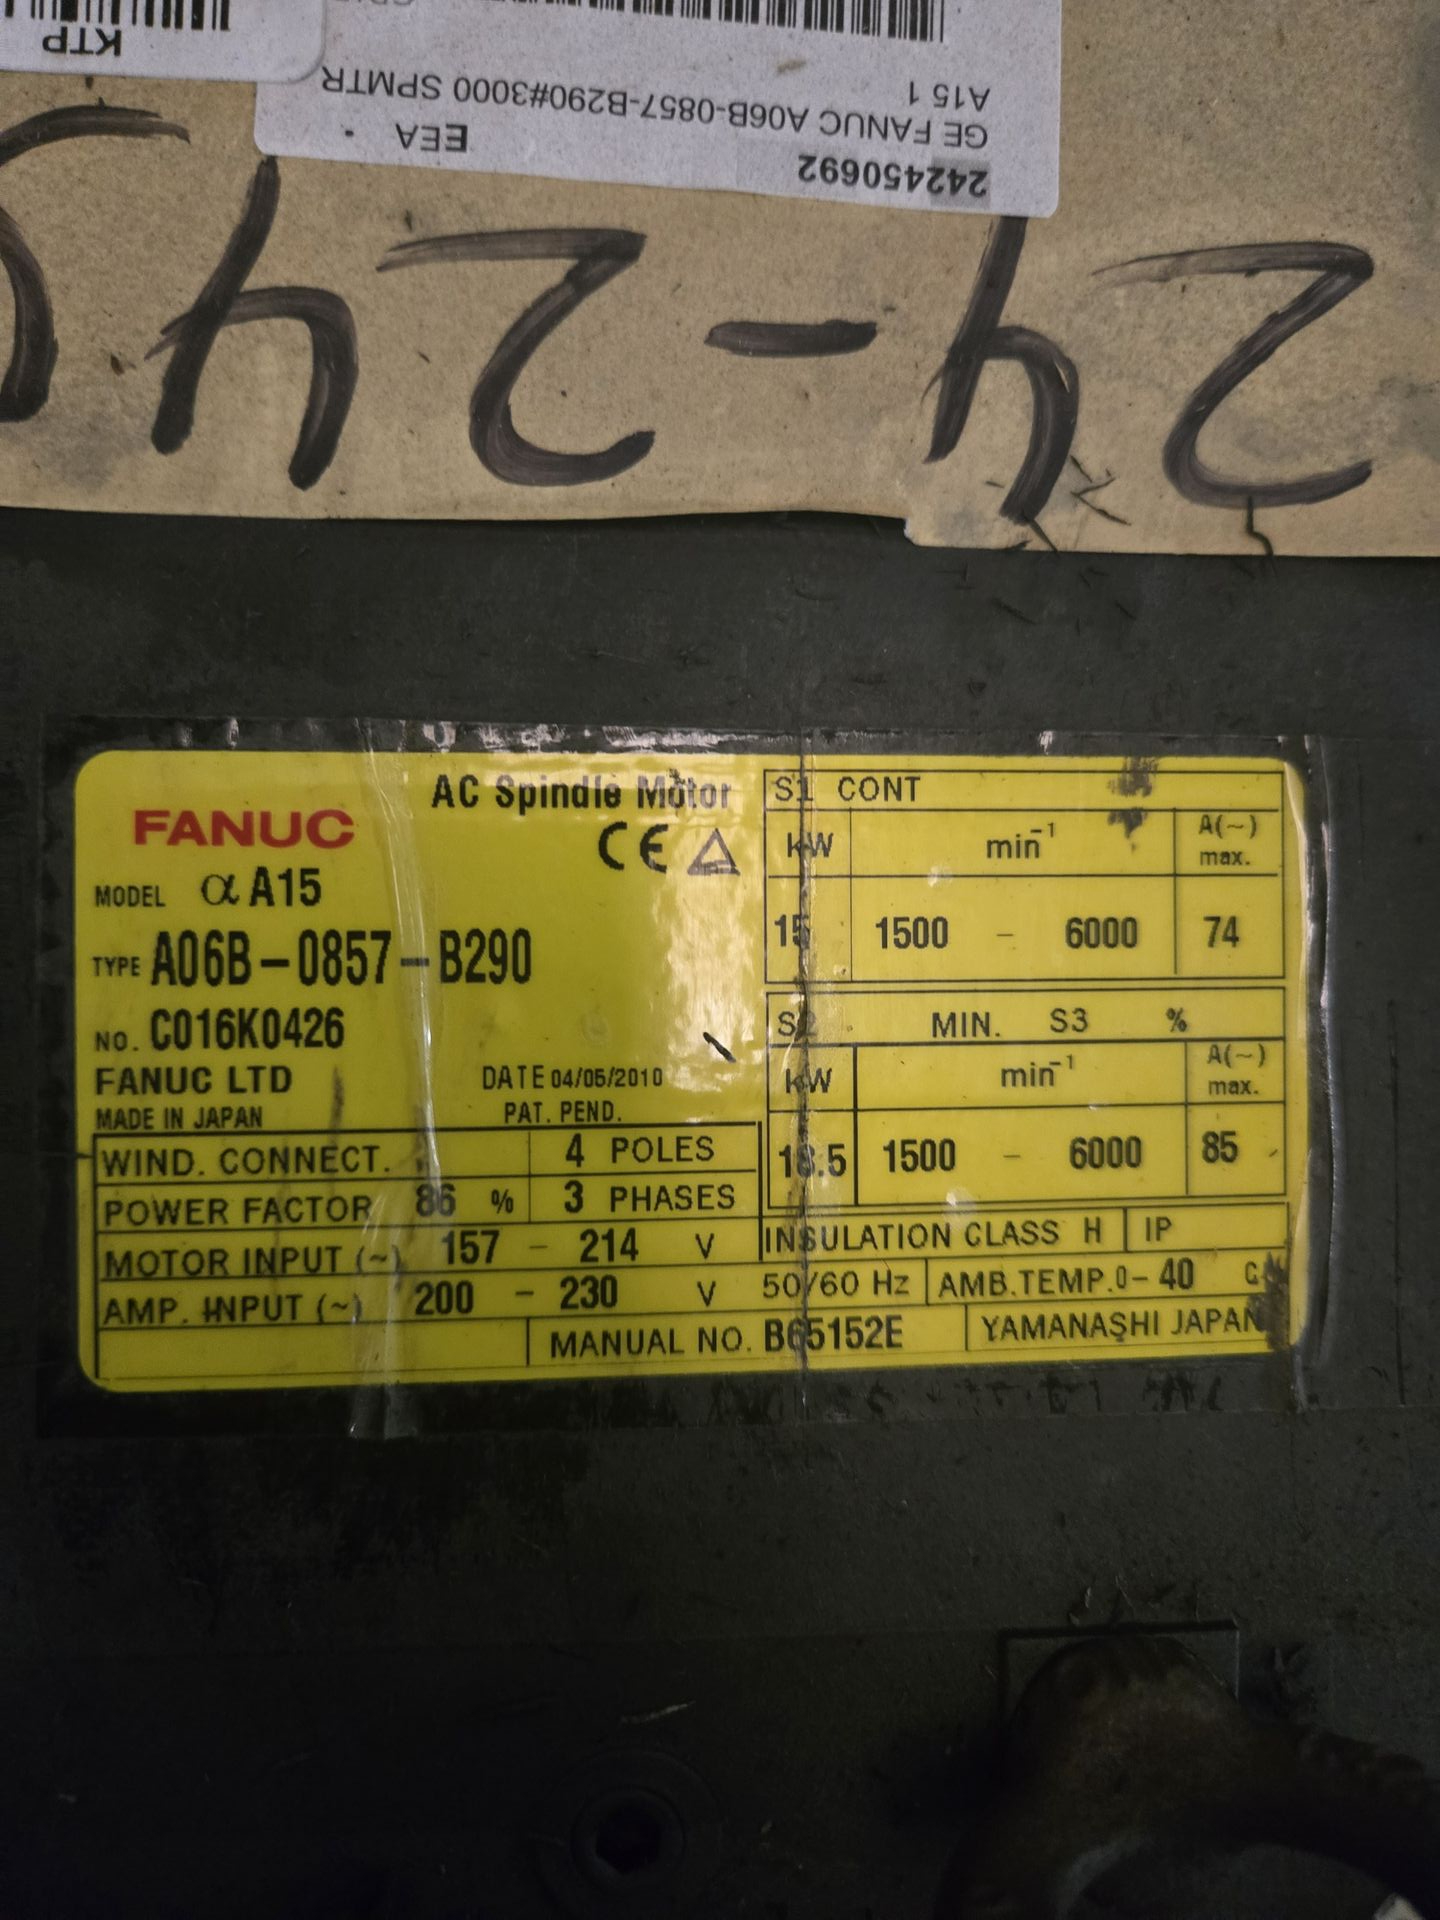 242450692
GE FANUC A06B-0857-B290#3000 SPMTR
A15 1
EEA
KTP
24-24
FANUC
AC Spindle Motor
CE
MODEL α A15
TYPE A06B-0857-B290
NO. C016K0426
FANUC LTD
DATE 04/05/2010
MADE IN JAPAN
PAT. PEND.
WIND. CONNECT.
4 POLES
POWER FACTOR 86 %
3 PHASES
MOTOR INPUT (~) 157 - 214 V
AMP. INPUT (~) 200 - 230 V
50/60 Hz
AMB.TEMP.0-40 C
MANUAL NO. B65152E
YAMANASHI JAPAN
S1 CONT
kW min⁻¹ A(~) max.
15 1500 - 6000 74
S2 MIN. S3 %
kW min⁻¹ A(~) max.
18.5 1500 - 6000 85
INSULATION CLASS H IP